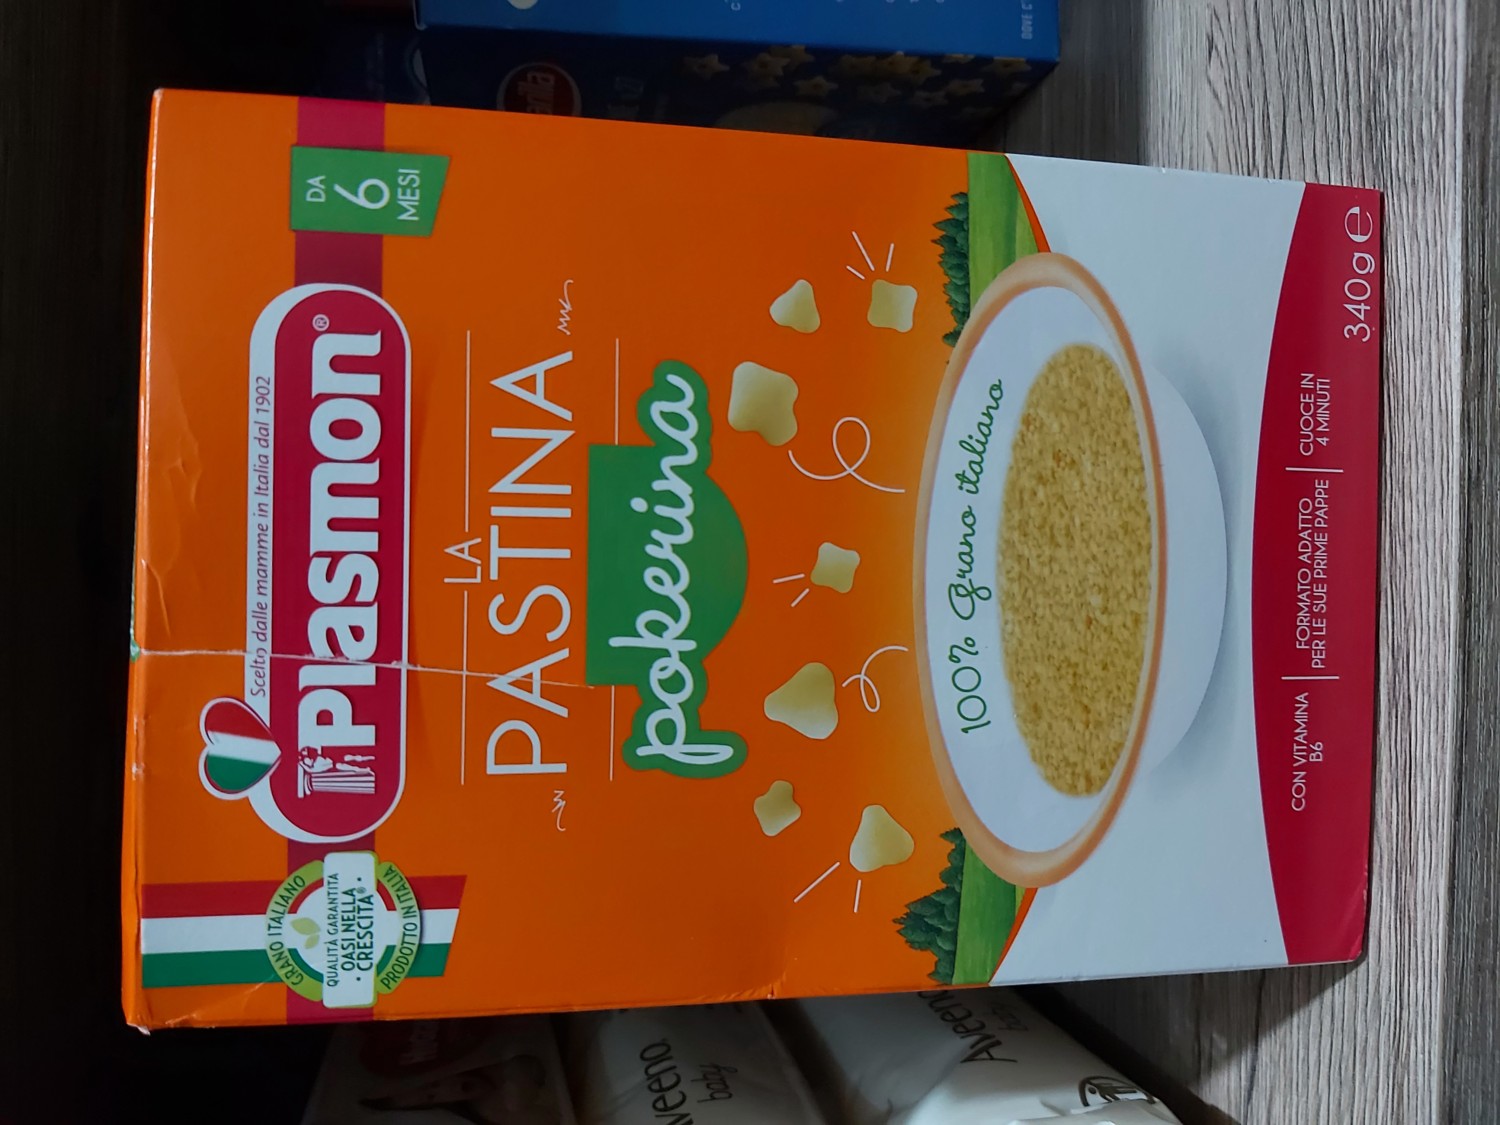 Scelto dalle mamme in Italia dal 1902
Plasmon®
DA
6
MESI
GRANO ITALIANO
QUALITÀ GARANTITA
OASI NELLA
• CRESCITA® •
PRODOTTO IN ITALIA
LA
PASTINA
pokerina
100% Grano italiano
CON VITAMINA
B6
FORMATO ADATTO
PER LE SUE PRIME PAPPE
CUOCE IN
4 MINUTI
340g e
Aveeno
baby